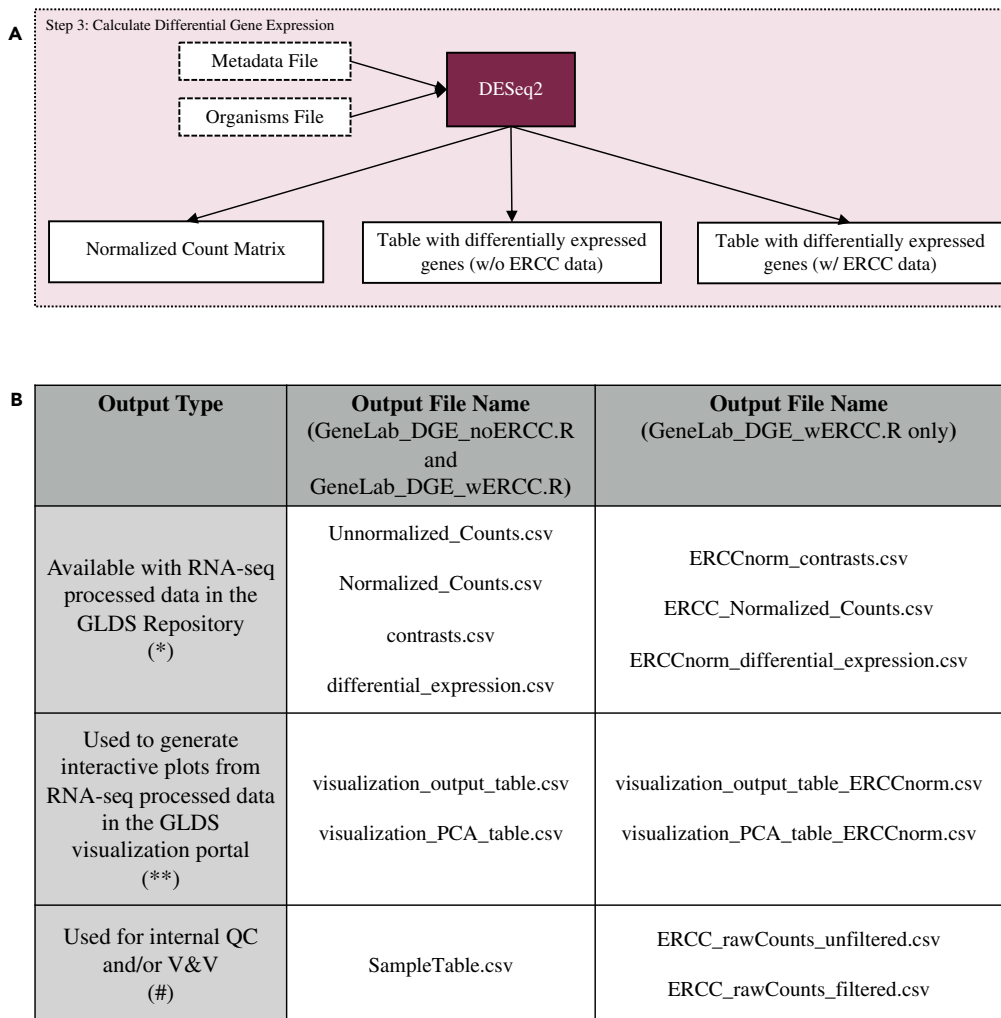 A
Step 3: Calculate Differential Gene Expression
Metadata File
Organisms File
DESeq2
Normalized Count Matrix
Table with differentially expressed
genes (w/o ERCC data)
Table with differentially expressed
genes (w/ ERCC data)
B
Output Type
Output File Name
(GeneLab_DGE_noERCC.R
and
GeneLab_DGE_wERCC.R)
Output File Name
(GeneLab_DGE_wERCC.R only)
Available with RNA-seq
processed data in the
GLDS Repository
(*)
Unnormalized_Counts.csv
Normalized_Counts.csv
contrasts.csv
differential_expression.csv
ERCCnorm_contrasts.csv
ERCC_Normalized_Counts.csv
ERCCnorm_differential_expression.csv
Used to generate
interactive plots from
RNA-seq processed data
in the GLDS
visualization portal
(**)
visualization_output_table.csv
visualization_PCA_table.csv
visualization_output_table_ERCCnorm.csv
visualization_PCA_table_ERCCnorm.csv
Used for internal QC
and/or V&V
(#)
SampleTable.csv
ERCC_rawCounts_unfiltered.csv
ERCC_rawCounts_filtered.csv